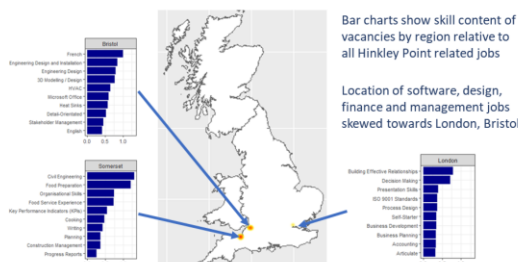 Bar charts show skill content of
vacancies by region relative to
all Hinkley Point related jobs
Location of software, design,
finance and management jobs
skewed towards London, Bristol
Bristol
French
Engineering Design and Installation
Engineering Design
3D Modelling / Design
HVAC
Microsoft Office
Detail-Orientated
Stakeholder Management
English
0.0
0.5
1.0
Somerset
Civil Engineering
Food Preparation
Organisational Skills
Food Service Experience
Key Performance Indicators (KPIs)
Cooking
Writing
Planning
Construction Management
Progress Reports
London
Building Effective Relationships
Decision Making
Presentation Skills
ISO 9001 Standards
Process Design
Self-Starter
Business Development
Business Planning
Accounting
Articulate